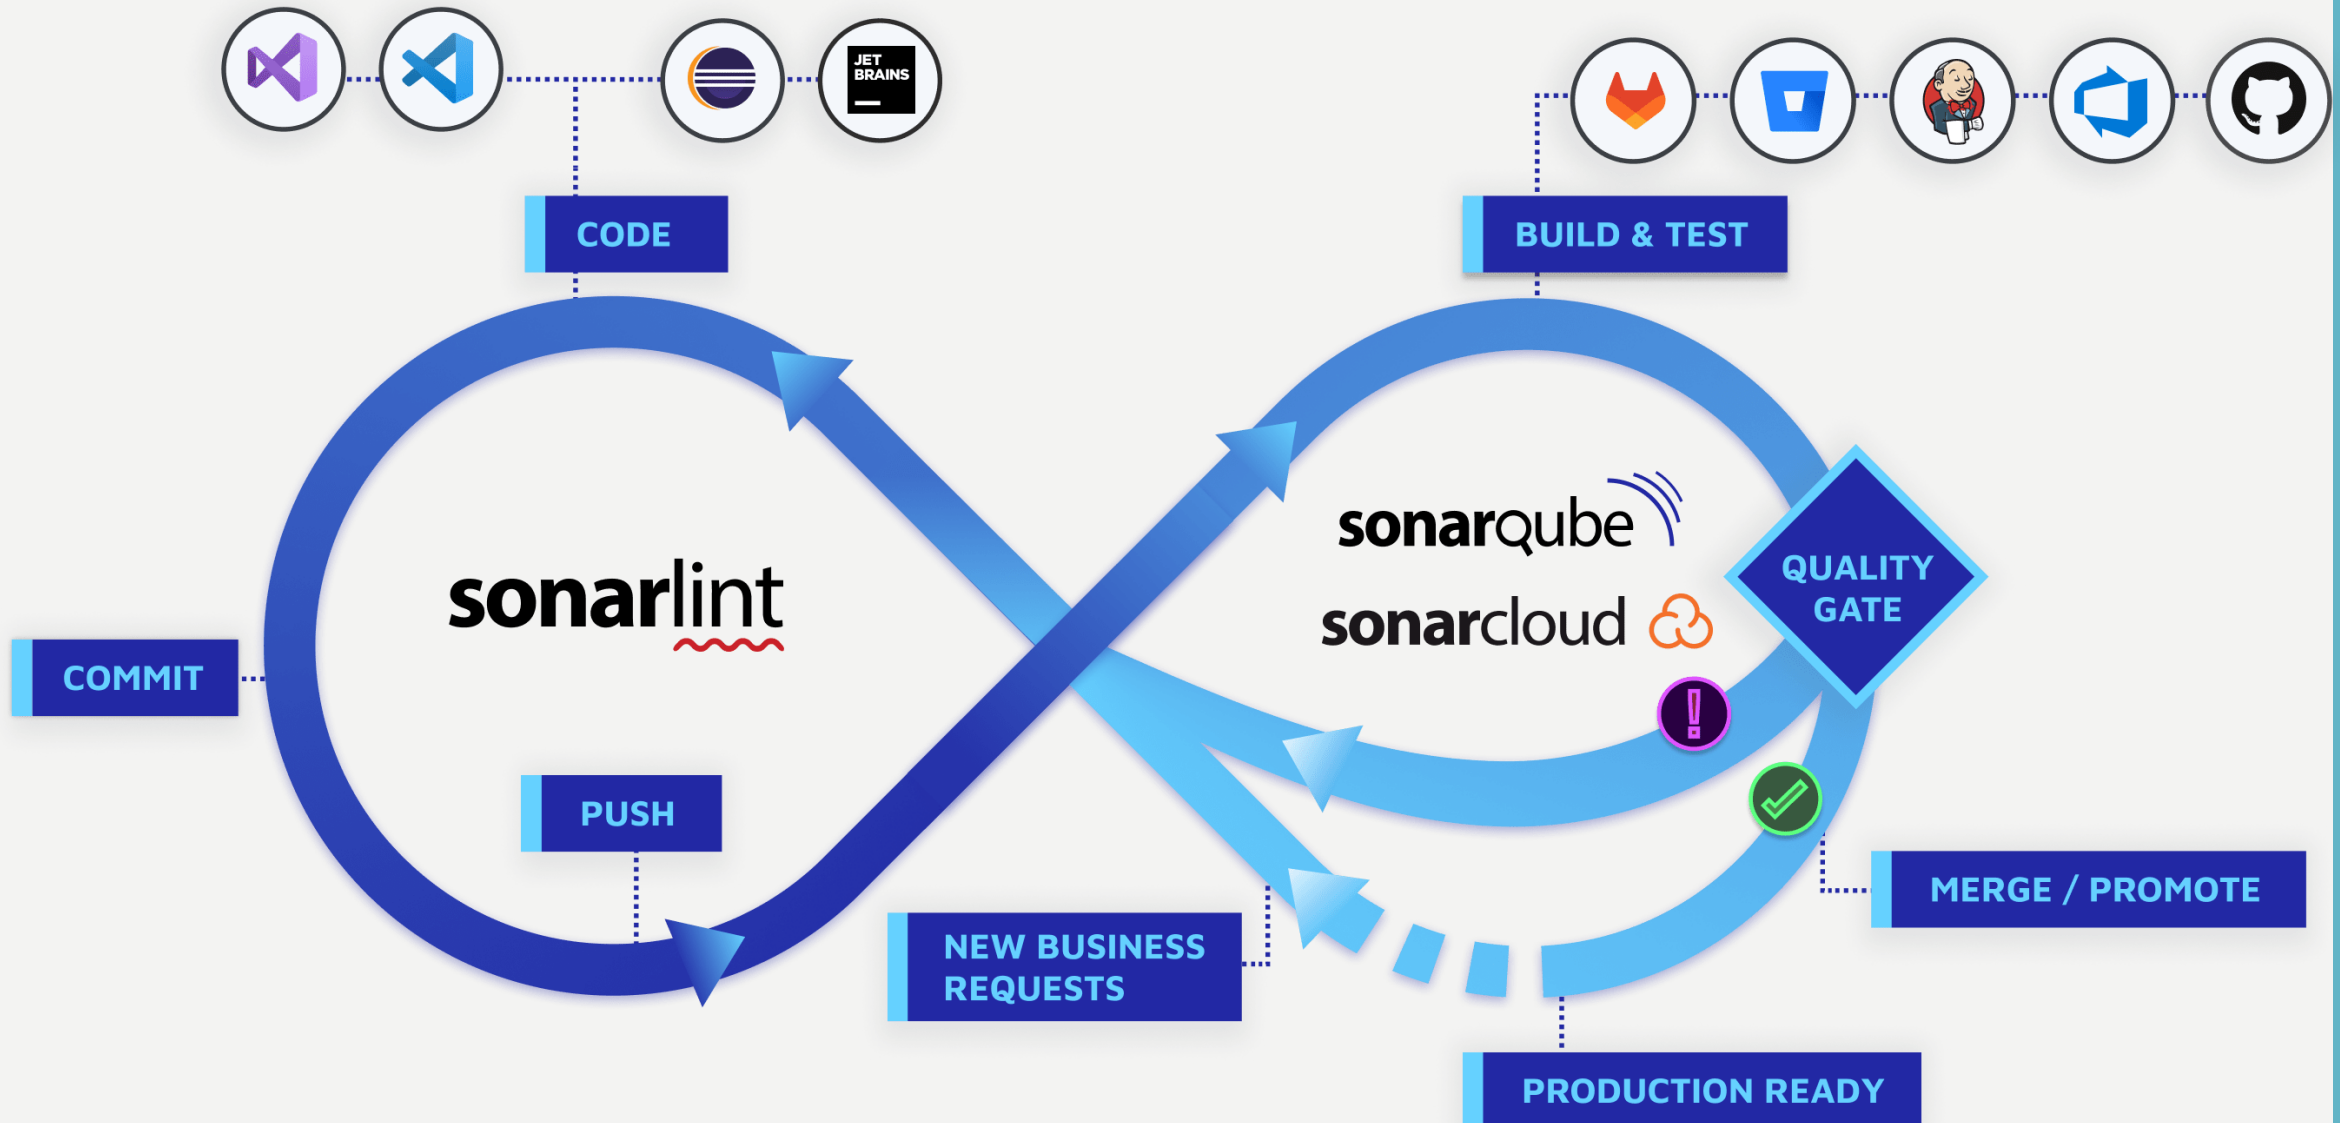 JET
BRAINS
CODE
BUILD & TEST
sonarqube
sonarlint
sonarcloud
QUALITY
GATE
COMMIT
PUSH
MERGE / PROMOTE
NEW BUSINESS
REQUESTS
PRODUCTION READY